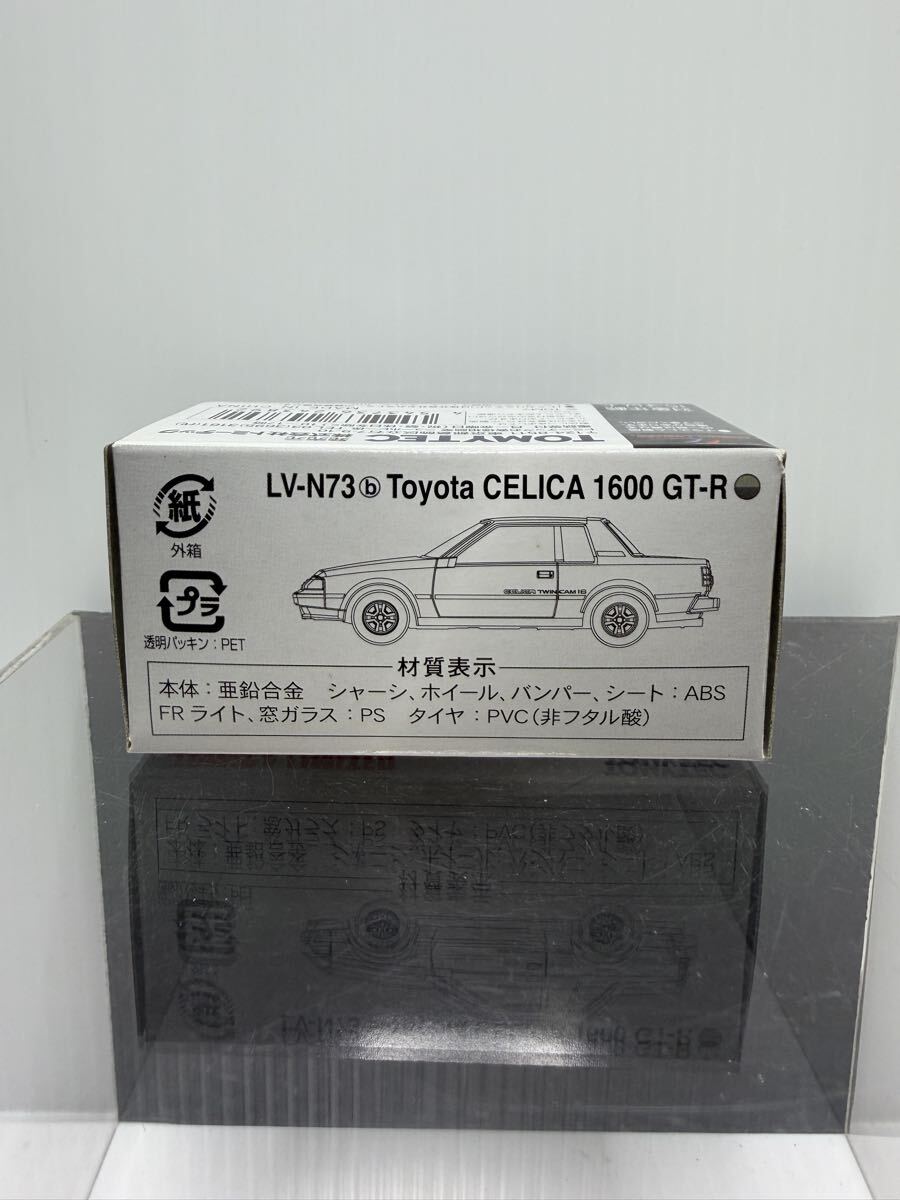 TOMYTEC
LV-N73ⓑ Toyota CELICA 1600 GT-R
紙
外箱
プラ
透明パッキン：PET
CELICA TWINCAM 16
材質表示
本体：亜鉛合金　シャーシ、ホイール、バンパー、シート：ABS
FRライト、窓ガラス：PS　タイヤ：PVC（非フタル酸）